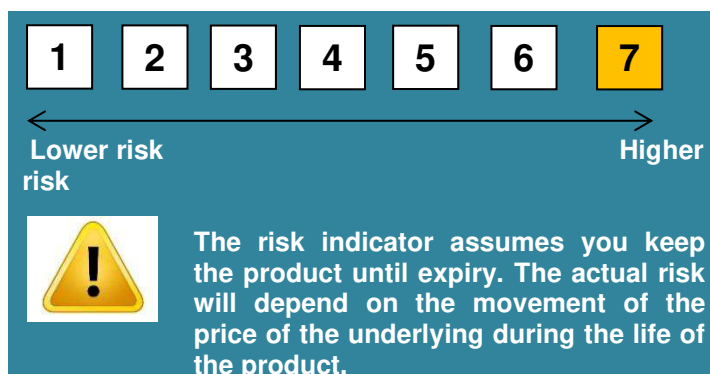 1 2 3 4 5 6 7
Lower risk Higher
risk
!
The risk indicator assumes you keep
the product until expiry. The actual risk
will depend on the movement of the
price of the underlying during the life of
the product.